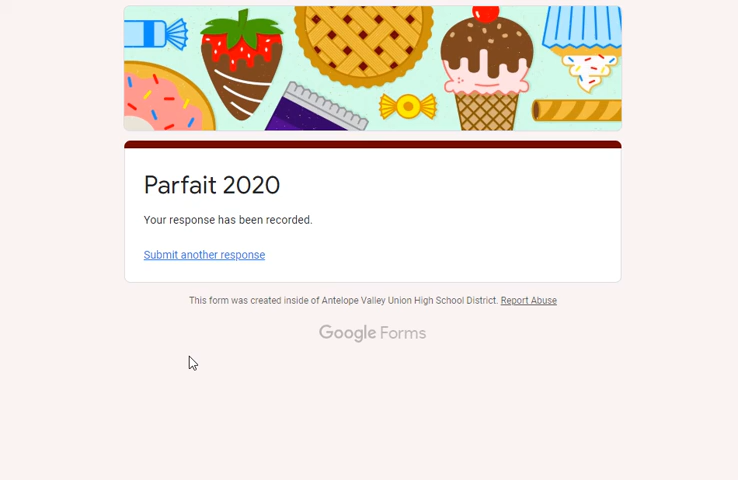 Parfait 2020
Your response has been recorded.
Submit another response
This form was created inside of Antelope Valley Union High School District. Report Abuse
Google Forms